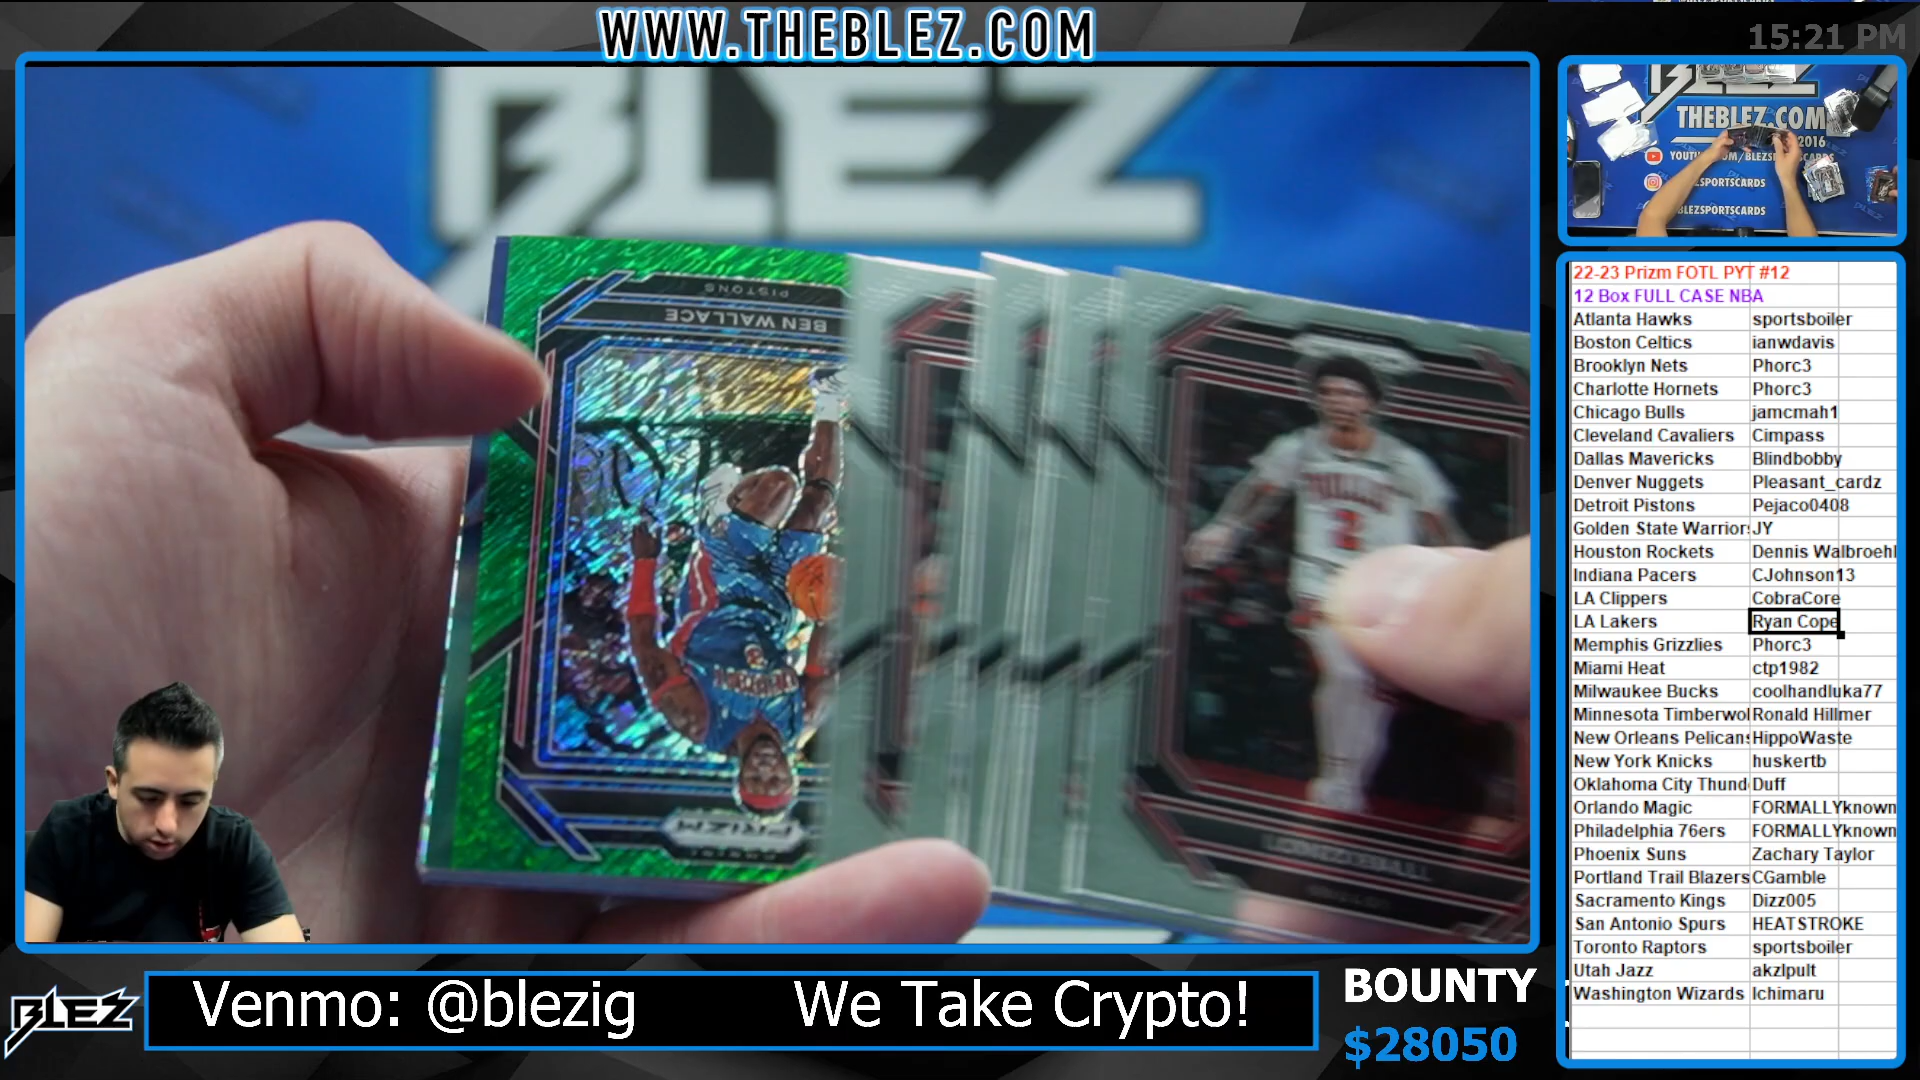 WWW.THEBLEZ.COM
15:21 PM
BLEZ
BLEZ
THEBLEZ.COM
2016
PISTONS
BEN WALLACE
PRIZM
LONZO BALL
22-23 Prizm FOTL PYT #12
12 Box FULL CASE NBA
Atlanta Hawks sportsboiler
Boston Celtics ianwdavis
Brooklyn Nets Phorc3
Charlotte Hornets Phorc3
Chicago Bulls jamcmah1
Cleveland Cavaliers Cimpass
Dallas Mavericks Blindbobby
Denver Nuggets Pleasant_cardz
Detroit Pistons Pejaco0408
Golden State Warriors JY
Houston Rockets Dennis Walbroehl
Indiana Pacers CJohnson13
LA Clippers CobraCore
LA Lakers Ryan Cope
Memphis Grizzlies Phorc3
Miami Heat ctp1982
Milwaukee Bucks coolhandluka77
Minnesota Timberwol Ronald Hillmer
New Orleans Pelicans HippoWaste
New York Knicks huskertb
Oklahoma City Thund Duff
Orlando Magic FORMALLYknown
Philadelphia 76ers FORMALLYknown
Phoenix Suns Zachary Taylor
Portland Trail Blazers CGamble
Sacramento Kings Dizz005
San Antonio Spurs HEATSTROKE
Toronto Raptors sportsboiler
Utah Jazz akzlpult
Washington Wizards Ichimaru
BLEZ
Venmo: @blezig We Take Crypto!
BOUNTY
$28050